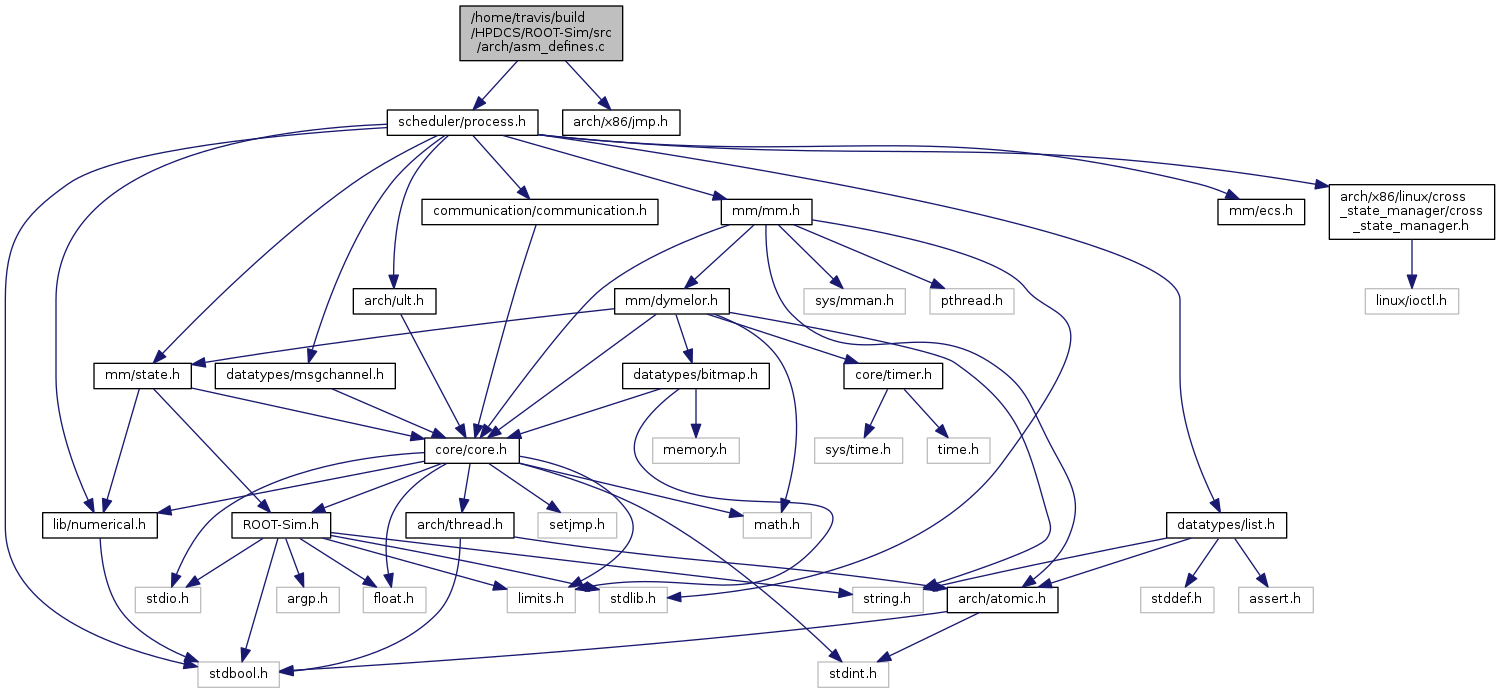 /home/travis/build
/HPDCS/ROOT-Sim/src
/arch/asm_defines.c
scheduler/process.h
arch/x86/jmp.h
communication/communication.h
mm/mm.h
mm/ecs.h
arch/x86/linux/cross
_state_manager/cross
_state_manager.h
arch/ult.h
mm/dymelor.h
sys/mman.h
pthread.h
linux/ioctl.h
mm/state.h
datatypes/msgchannel.h
datatypes/bitmap.h
core/timer.h
core/core.h
memory.h
sys/time.h
time.h
lib/numerical.h
ROOT-Sim.h
arch/thread.h
setjmp.h
math.h
datatypes/list.h
stdio.h
argp.h
float.h
limits.h
stdlib.h
string.h
arch/atomic.h
stddef.h
assert.h
stdbool.h
stdint.h